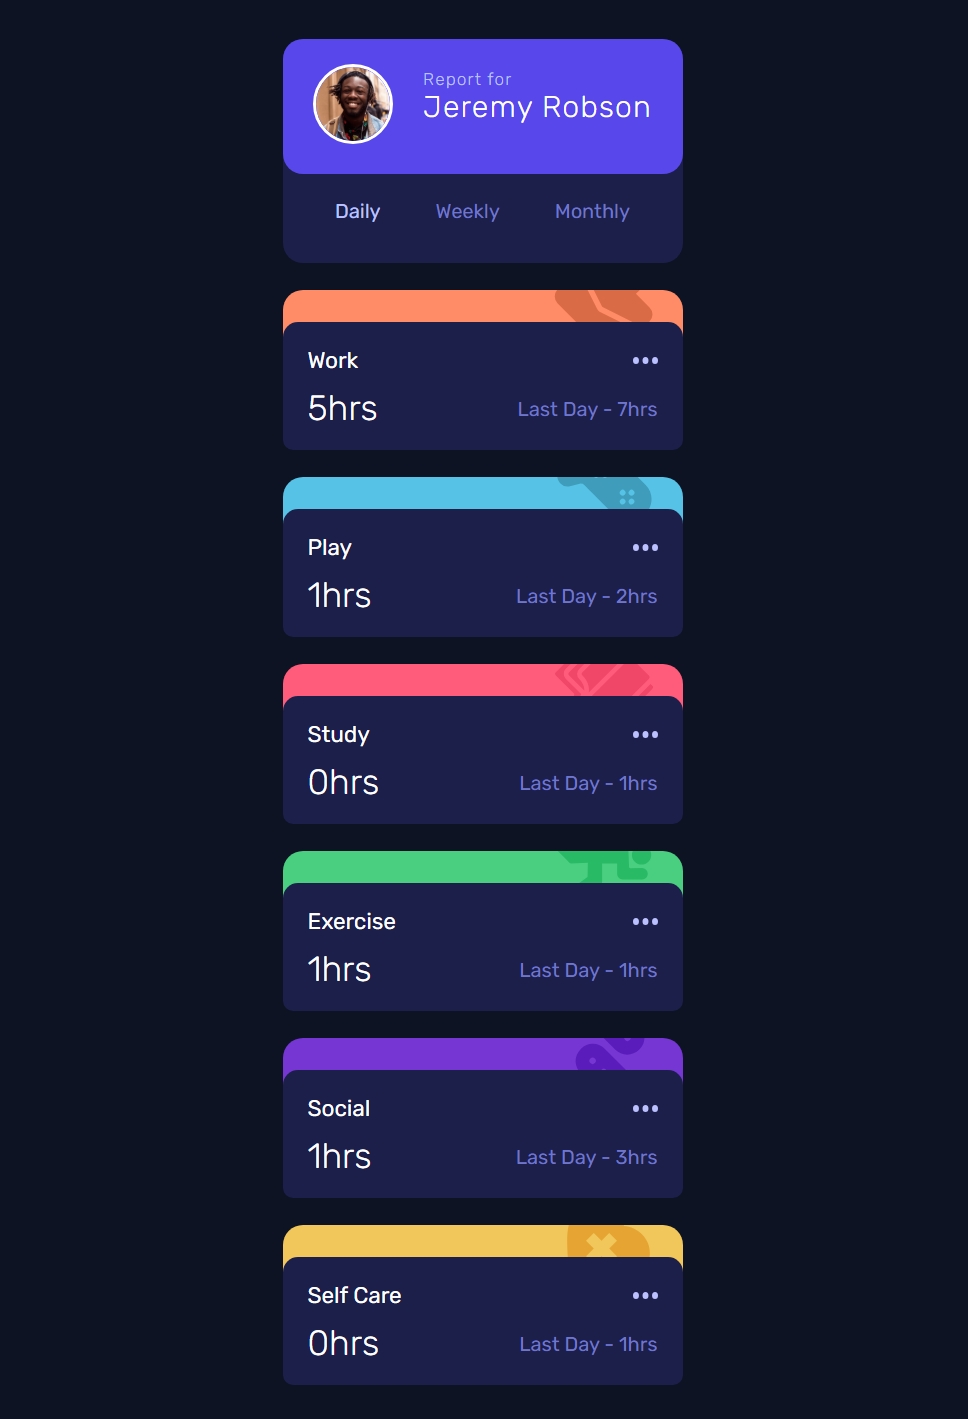 Report for
Jeremy Robson
Daily Weekly Monthly
Work
5hrs Last Day - 7hrs
Play
1hrs Last Day - 2hrs
Study
0hrs Last Day - 1hrs
Exercise
1hrs Last Day - 1hrs
Social
1hrs Last Day - 3hrs
Self Care
0hrs Last Day - 1hrs